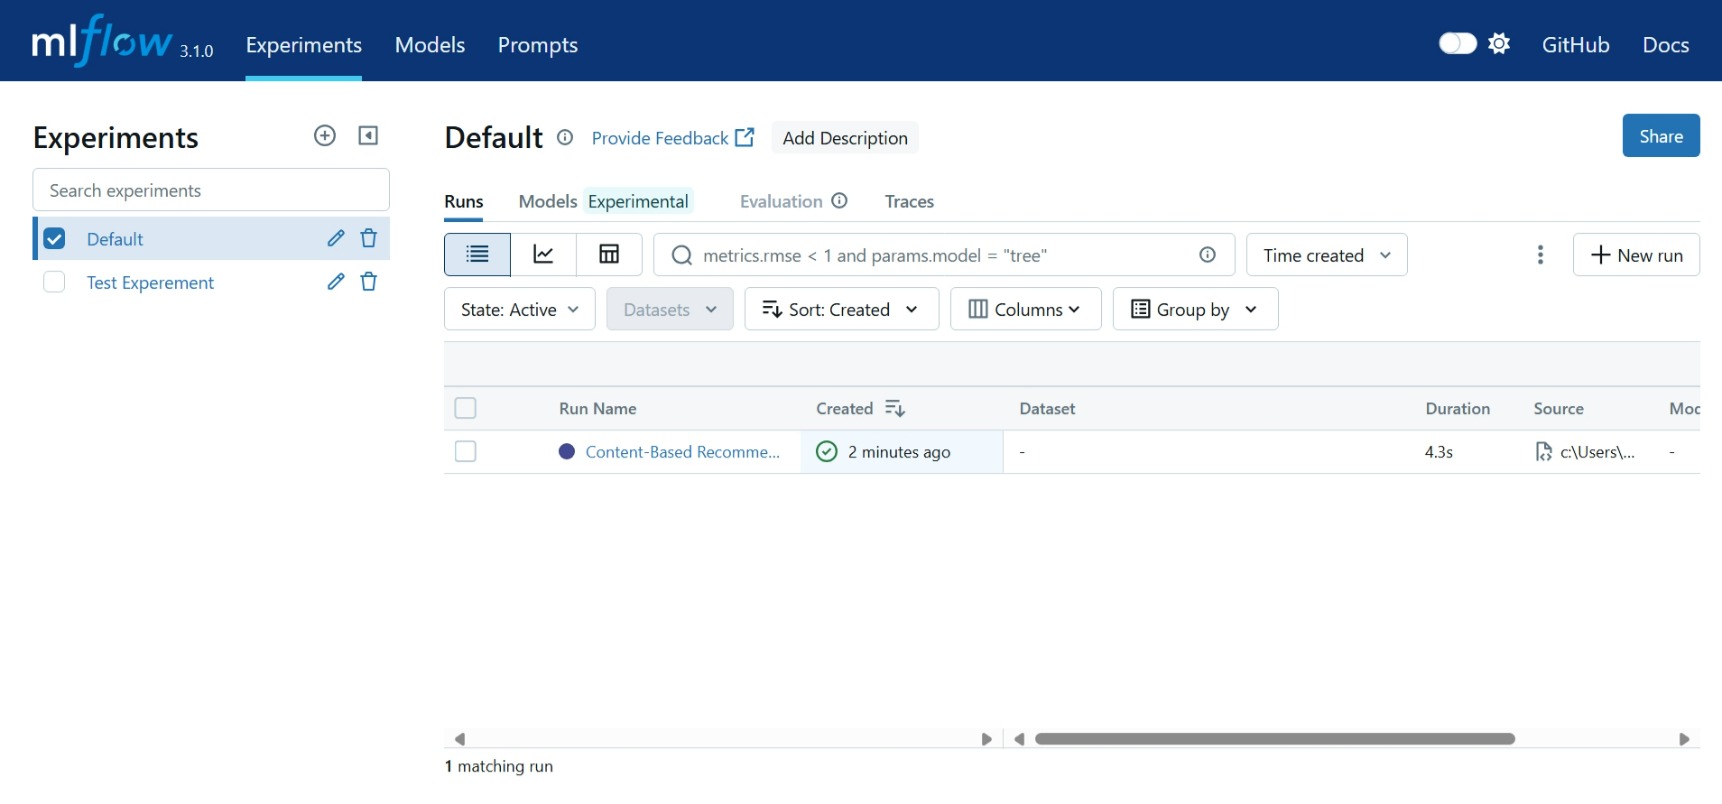 mlflow 3.1.0 Experiments Models Prompts GitHub Docs
Experiments
Search experiments
Default
Test Experement
Default Provide Feedback Add Description Share
Runs Models Experimental Evaluation Traces
metrics.rmse < 1 and params.model = "tree" Time created New run
State: Active Datasets Sort: Created Columns Group by
Run Name Created Dataset Duration Source Moc
Content-Based Recomme... 2 minutes ago - 4.3s c:\Users\... -
1 matching run